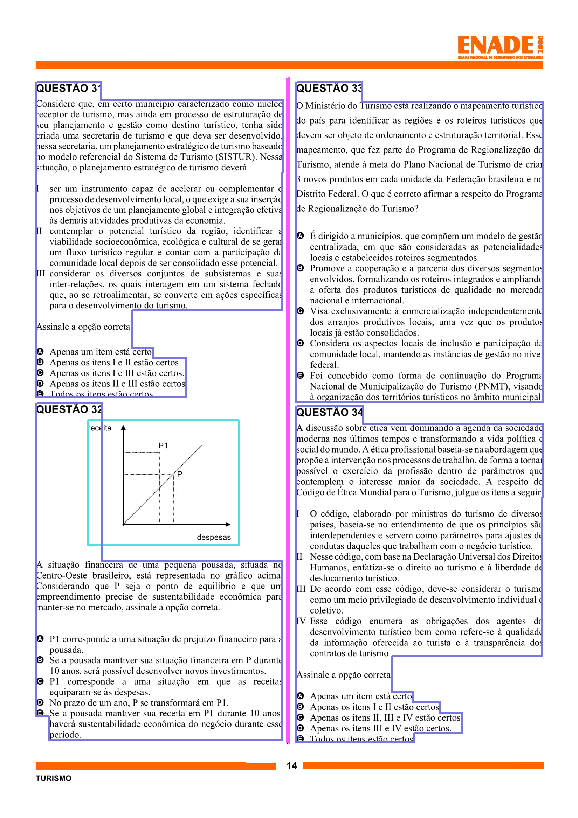 ENADE
QUESTÃO 31
Considere que, em certo município caracterizado como núcleo
receptor de turismo, mas ainda em processo de estruturação de
seu planejamento e gestão como destino turístico, tenha sido
criada uma secretaria de turismo e que deva ser desenvolvido,
nessa secretaria, um planejamento estratégico de turismo baseado
no modelo referencial do Sistema de Turismo (SISTUR). Nessa
situação, o planejamento estratégico de turismo deverá
I ser um instrumento capaz de acelerar ou complementar o
processo de desenvolvimento local, o que exige a sua inserção
nos objetivos de um planejamento global e integração efetiva
às demais atividades produtivas da economia.
II contemplar o potencial turístico da região, identificar a
viabilidade socioeconômica, ecológica e cultural de se gerar
um fluxo turístico regular e contar com a participação da
comunidade local depois de ser consolidado esse potencial.
III considerar os diversos conjuntos de subsistemas e suas
inter-relações, os quais interagem em um sistema fechado
que, ao se retroalimentar, se converte em ações específicas
para o desenvolvimento do turismo.
Assinale a opção correta.
A Apenas um item está certo.
B Apenas os itens I e II estão certos.
C Apenas os itens I e III estão certos.
D Apenas os itens II e III estão certos.
E Todos os itens estão certos.
QUESTÃO 32
receita
P1
P
despesas
A situação financeira de uma pequena pousada, situada no
Centro-Oeste brasileiro, está representada no gráfico acima.
Considerando que P seja o ponto de equilíbrio e que um
empreendimento precise de sustentabilidade econômica para
manter-se no mercado, assinale a opção correta.
A P1 corresponde a uma situação de prejuízo financeiro para a
pousada.
B Se a pousada mantiver sua situação financeira em P durante
10 anos, será possível desenvolver novos investimentos.
C P1 corresponde a uma situação em que as receitas
equiparam-se às despesas.
D No prazo de um ano, P se transformará em P1.
E Se a pousada mantiver sua receita em P1 durante 10 anos,
haverá sustentabilidade econômica do negócio durante esse
período.
QUESTÃO 33
O Ministério do Turismo está realizando o mapeamento turístico
do país para identificar as regiões e os roteiros turísticos que
devem ser objeto de ordenamento e estruturação territorial. Esse
mapeamento, que fez parte do Programa de Regionalização do
Turismo, atende à meta do Plano Nacional de Turismo de criar
3 novos produtos em cada unidade da Federação brasileira e no
Distrito Federal. O que é correto afirmar a respeito do Programa
de Regionalização do Turismo?
A É dirigido a municípios, que compõem um modelo de gestão
centralizada, em que são consideradas as potencialidades
locais e estabelecidos roteiros segmentados.
B Promove a cooperação e a parceria dos diversos segmentos
envolvidos, formalizando os roteiros integrados e ampliando
a oferta dos produtos turísticos de qualidade no mercado
nacional e internacional.
C Visa exclusivamente à comercialização independentemente
dos arranjos produtivos locais, uma vez que os produtos
locais já estão consolidados.
D Considera os aspectos locais de inclusão e participação da
comunidade local, mantendo as instâncias de gestão no nível
federal.
E Foi concebido como forma de continuação do Programa
Nacional de Municipalização do Turismo (PNMT), visando
à organização dos territórios turísticos no âmbito municipal.
QUESTÃO 34
A discussão sobre ética vem dominando a agenda da sociedade
moderna nos últimos tempos e transformando a vida política e
social do mundo. A ética profissional baseia-se na abordagem que
propõe a intervenção nos processos de trabalho, de forma a tornar
possível o exercício da profissão dentro de parâmetros que
contemplem o interesse maior da sociedade. A respeito do
Código de Ética Mundial para o Turismo, julgue os itens a seguir.
I O código, elaborado por ministros do turismo de diversos
países, baseia-se no entendimento de que os princípios são
interdependentes e servem como parâmetros para ajustes de
condutas daqueles que trabalham com o negócio turístico.
II Nesse código, com base na Declaração Universal dos Direitos
Humanos, enfatiza-se o direito ao turismo e à liberdade de
deslocamento turístico.
III De acordo com esse código, deve-se considerar o turismo
como um meio privilegiado de desenvolvimento individual e
coletivo.
IV Esse código enumera as obrigações dos agentes do
desenvolvimento turístico bem como refere-se à qualidade
da informação oferecida ao turista e à transparência dos
contratos de turismo.
Assinale a opção correta.
A Apenas um item está certo.
B Apenas os itens I e II estão certos.
C Apenas os itens II, III e IV estão certos.
D Apenas os itens III e IV estão certos.
E Todos os itens estão certos.
14
TURISMO